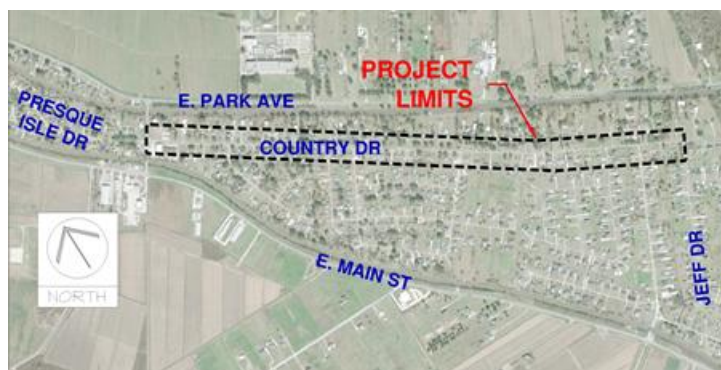 PROJECT
LIMITS
E. PARK AVE
PRESQUE
ISLE DR
COUNTRY DR
E. MAIN ST
JEFF DR
NORTH